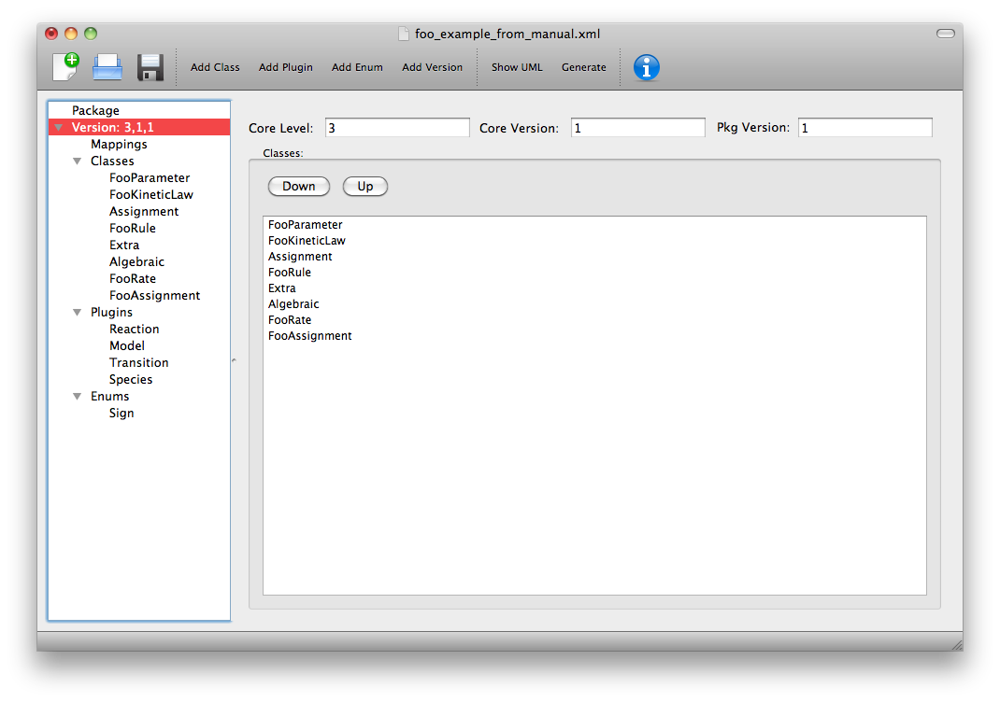 foo_example_from_manual.xml
Add Class Add Plugin Add Enum Add Version Show UML Generate
Package
Version: 3,1,1
Mappings
Classes
FooParameter
FooKineticLaw
Assignment
FooRule
Extra
Algebraic
FooRate
FooAssignment
Plugins
Reaction
Model
Transition
Species
Enums
Sign
Core Level: 3 Core Version: 1 Pkg Version: 1
Classes:
Down Up
FooParameter
FooKineticLaw
Assignment
FooRule
Extra
Algebraic
FooRate
FooAssignment